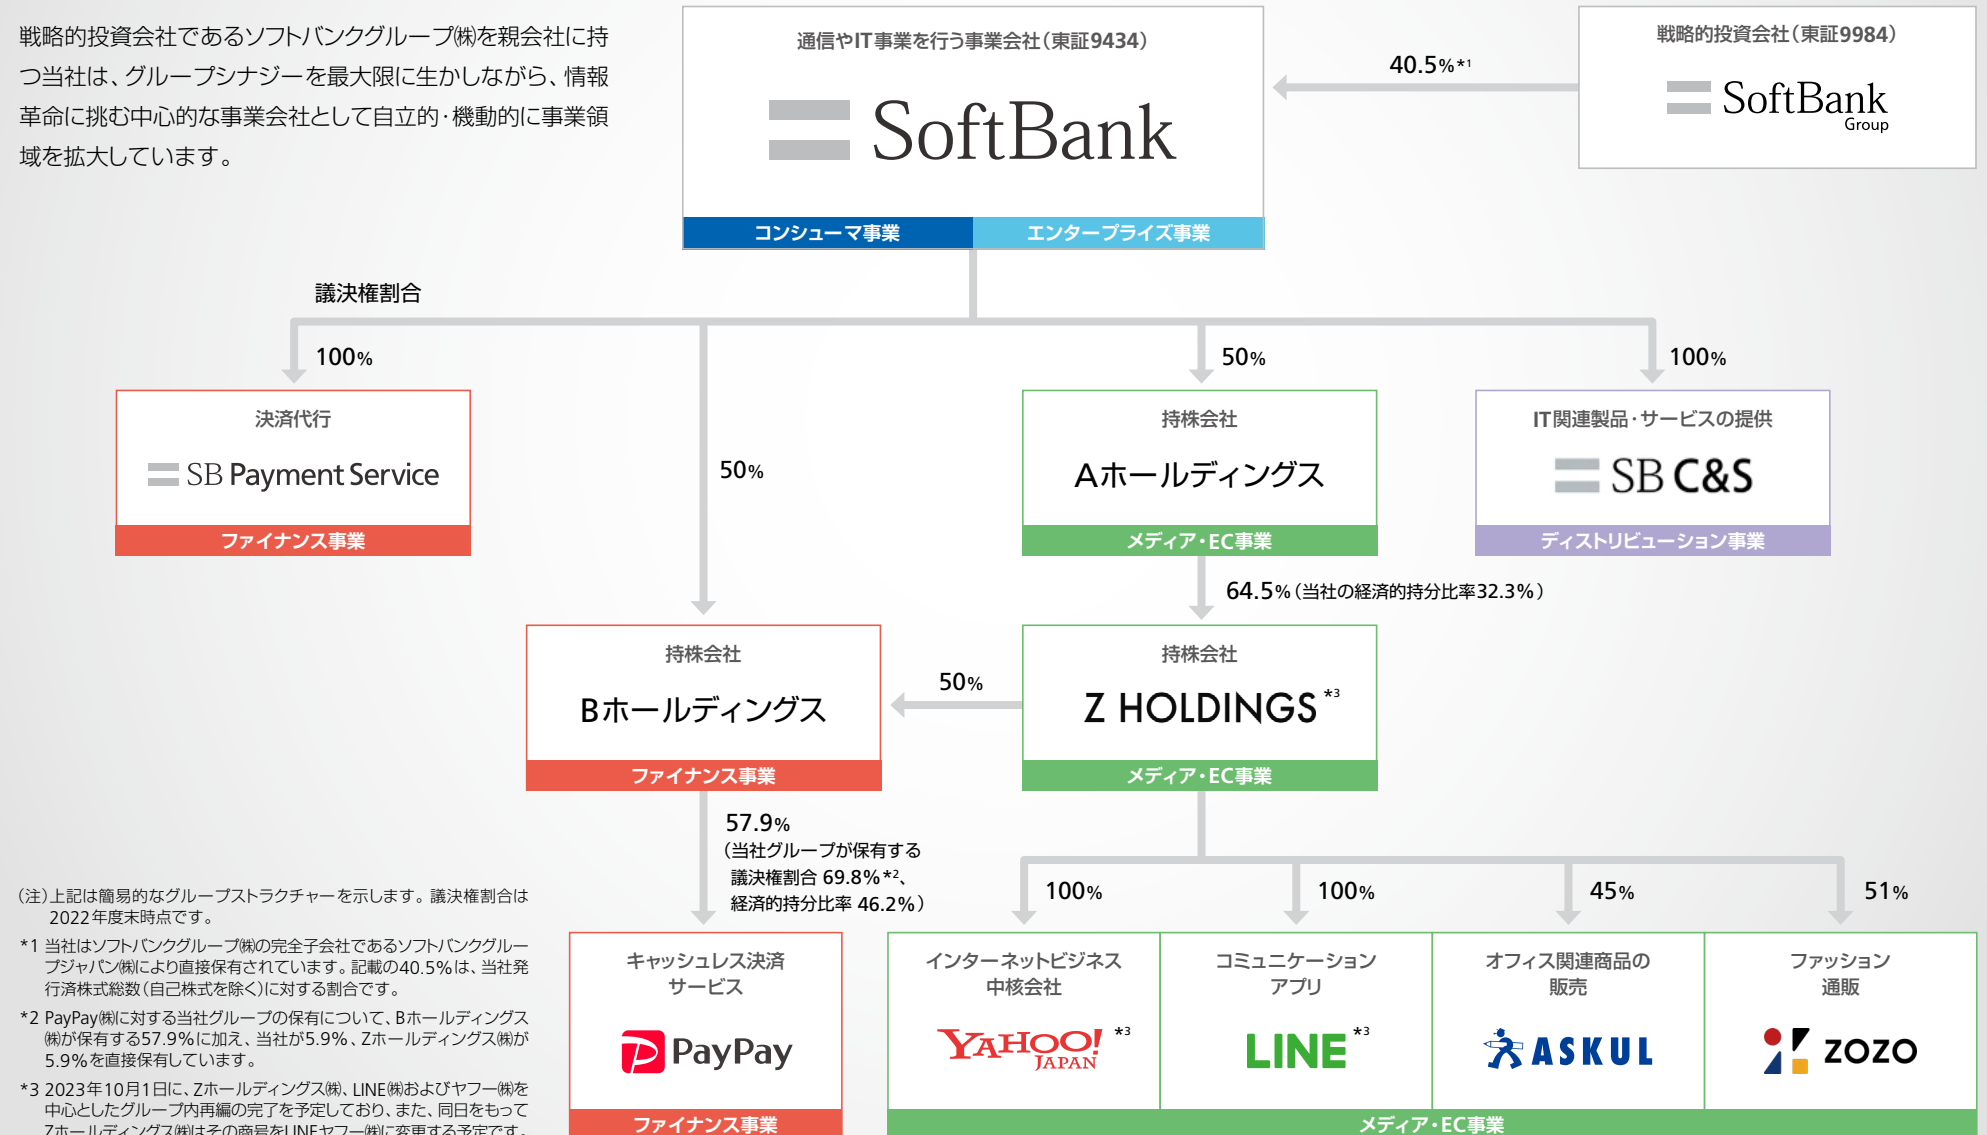 戦略的投資会社であるソフトバンクグループ㈱を親会社に持
つ当社は、グループシナジーを最大限に生かしながら、情報
革命に挑む中心的な事業会社として自立的・機動的に事業領
域を拡大しています。
通信やIT事業を行う事業会社（東証9434）
SoftBank
コンシューマ事業
エンタープライズ事業
40.5%*1
戦略的投資会社（東証9984）
SoftBank
Group
議決権割合
100%
50%
50%
100%
決済代行
SB Payment Service
ファイナンス事業
持株会社
Aホールディングス
メディア・EC事業
IT関連製品・サービスの提供
SB C&S
ディストリビューション事業
64.5%（当社の経済的持分比率32.3%）
持株会社
Bホールディングス
ファイナンス事業
50%
持株会社
Z HOLDINGS*3
メディア・EC事業
57.9%
（当社グループが保有する
議決権割合 69.8%*2、
経済的持分比率 46.2%）
100%
100%
45%
51%
キャッシュレス決済
サービス
PayPay
ファイナンス事業
インターネットビジネス
中核会社
YAHOO!
JAPAN
*3
コミュニケーション
アプリ
LINE*3
オフィス関連商品の
販売
ASKUL
ファッション
通販
ZOZO
メディア・EC事業
（注）上記は簡易的なグループストラクチャーを示します。議決権割合は
2022年度末時点です。
*1 当社はソフトバンクグループ㈱の完全子会社であるソフトバンクグルー
プジャパン㈱により直接保有されています。記載の40.5%は、当社発
行済株式総数（自己株式を除く）に対する割合です。
*2 PayPay㈱に対する当社グループの保有について、Bホールディングス
㈱が保有する57.9%に加え、当社が5.9%、Zホールディングス㈱が
5.9%を直接保有しています。
*3 2023年10月1日に、Zホールディングス㈱、LINE㈱およびヤフー㈱を
中心としたグループ内再編の完了を予定しており、また、同日をもって
Zホールディングス㈱はその商号をLINEヤフー㈱に変更する予定です。